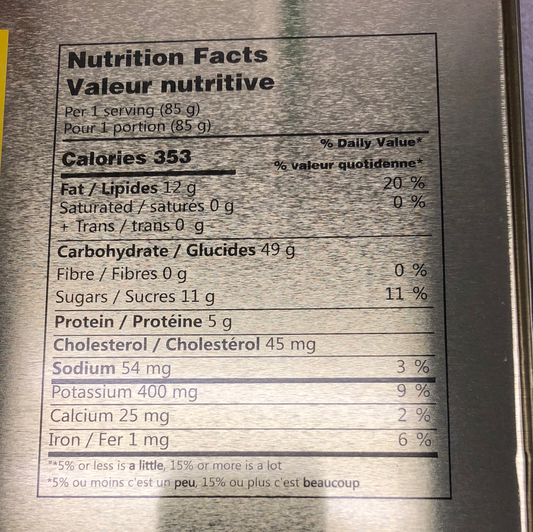 Nutrition Facts
Valeur nutritive
Per 1 serving (85 g)
Pour 1 portion (85 g)
% Daily Value*
Calories 353
% valeur quotidenne*
Fat / Lipides 12 g 20 %
Saturated / saturés 0 g 0 %
+ Trans / trans 0 g
Carbohydrate / Glucides 49 g
Fibre / Fibres 0 g 0 %
Sugars / Sucres 11 g 11 %
Protein / Protéine 5 g
Cholesterol / Cholestérol 45 mg
Sodium 54 mg 3 %
Potassium 400 mg 9 %
Calcium 25 mg 2 %
Iron / Fer 1 mg 6 %
**5% or less is a little, 15% or more is a lot
*5% ou moins c'est un peu, 15% ou plus c'est beaucoup